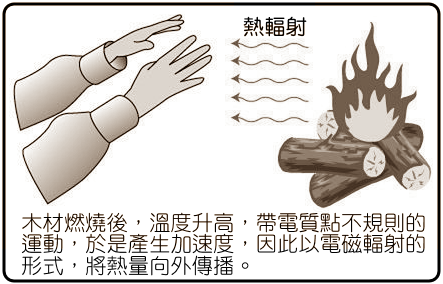 熱輻射
木材燃燒後，溫度升高，帶電質點不規則的
運動，於是產生加速度，因此以電磁輻射的
形式，將熱量向外傳播。